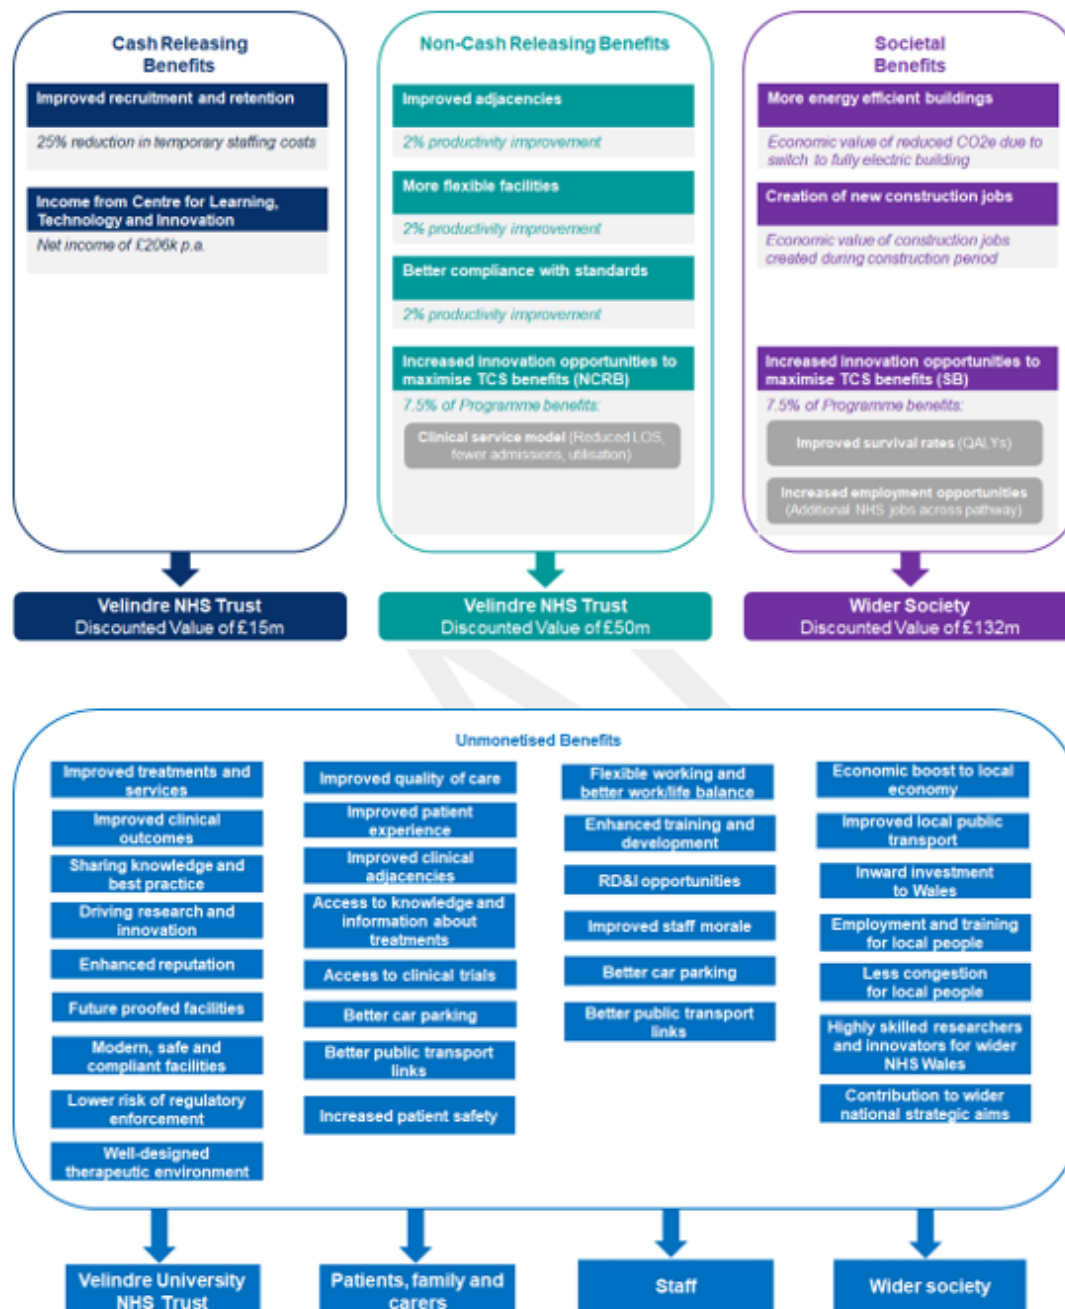 Cash Releasing
Benefits
Improved recruitment and retention
25% reduction in temporary staffing costs
Income from Centre for Learning,
Technology and Innovation
Net income of £206k p.a.
Velindre NHS Trust
Discounted Value of £15m
Non-Cash Releasing Benefits
Improved adjacencies
2% productivity improvement
More flexible facilities
2% productivity improvement
Better compliance with standards
2% productivity improvement
Increased innovation opportunities to
maximise TCS benefits (NCRB)
7.5% of Programme benefits:
Clinical service model (Reduced LOS,
fewer admissions, utilisation)
Velindre NHS Trust
Discounted Value of £50m
Societal
Benefits
More energy efficient buildings
Economic value of reduced CO2e due to
switch to fully electric building
Creation of new construction jobs
Economic value of construction jobs
created during construction period
Increased innovation opportunities to
maximise TCS benefits (SB)
7.5% of Programme benefits:
Improved survival rates (QALYs)
Increased employment opportunities
(Additional NHS jobs across pathway)
Wider Society
Discounted Value of £132m
Unmonetised Benefits
Improved treatments and
services
Improved clinical
outcomes
Sharing knowledge and
best practice
Driving research and
innovation
Enhanced reputation
Future proofed facilities
Modern, safe and
compliant facilities
Lower risk of regulatory
enforcement
Well-designed
therapeutic environment
Velindre University
NHS Trust
Improved quality of care
Improved patient
experience
Improved clinical
adjacencies
Access to knowledge and
information about
treatments
Access to clinical trials
Better car parking
Better public transport
links
Increased patient safety
Patients, family and
carers
Flexible working and
better work/life balance
Enhanced training and
development
RD&I opportunities
Improved staff morale
Better car parking
Better public transport
links
Staff
Economic boost to local
economy
Improved local public
transport
Inward investment
to Wales
Employment and training
for local people
Less congestion
for local people
Highly skilled researchers
and innovators for wider
NHS Wales
Contribution to wider
national strategic aims
Wider society